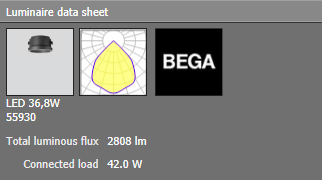 Luminaire data sheet
BEGA
LED 36,8W
55930
Total luminous flux 2808 lm
Connected load 42.0 W